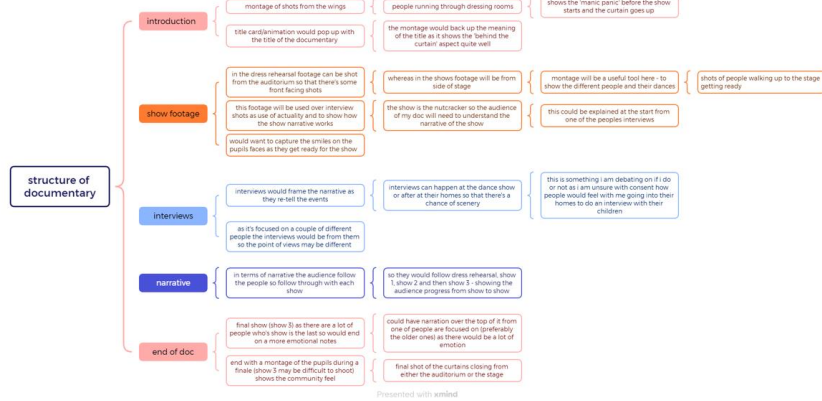 montage of shots from the wings
people running through dressing rooms
shows the 'manic panic' before the show
starts and the curtain goes up
introduction
title card/animation would pop up with
the title of the documentary
the montage would back up the meaning
of the title as it shows the 'behind the
curtain' aspect quite well
in the dress rehearsal footage can be shot
from the auditorium so that there's some
front facing shots
whereas in the shows footage will be from
side of stage
montage will be a useful tool here - to
show the different people and their dances
shots of people walking up to the stage
getting ready
show footage
this footage will be used over interview
shots as use of actuality and to show how
the show narrative works
the show is the nutcracker so the audience
of my doc will need to understand the
narrative of the show
this could be explained at the start from
one of the peoples interviews
would want to capture the smiles on the
pupils faces as they get ready for the show
structure of
documentary
interviews would frame the narrative as
they re-tell the events
interviews can happen at the dance show
or after at their homes so that there's a
chance of scenery
this is something i am debating on if i do
or not as i am unsure with consent how
people would feel with me going into their
homes to do an interview with their
children
interviews
as it's focused on a couple of different
people the interviews would be from them
so the point of views may be different
narrative
in terms of narrative the audience follow
the people so follow through with each
show
so they would follow dress rehearsal, show
1, show 2 and then show 3 - showing the
audience progress from show to show
final show (show 3) as there are a lot of
people who's show is the last so would end
on a more emotional notes
could have narration over the top of it from
one of people are focused on (preferably
the older ones) as there would be a lot of
emotion
end of doc
end with a montage of the pupils during a
finale (show 3 may be difficult to shoot)
shows the community feel
final shot of the curtains closing from
either the auditorium or the stage
Presented with xmind